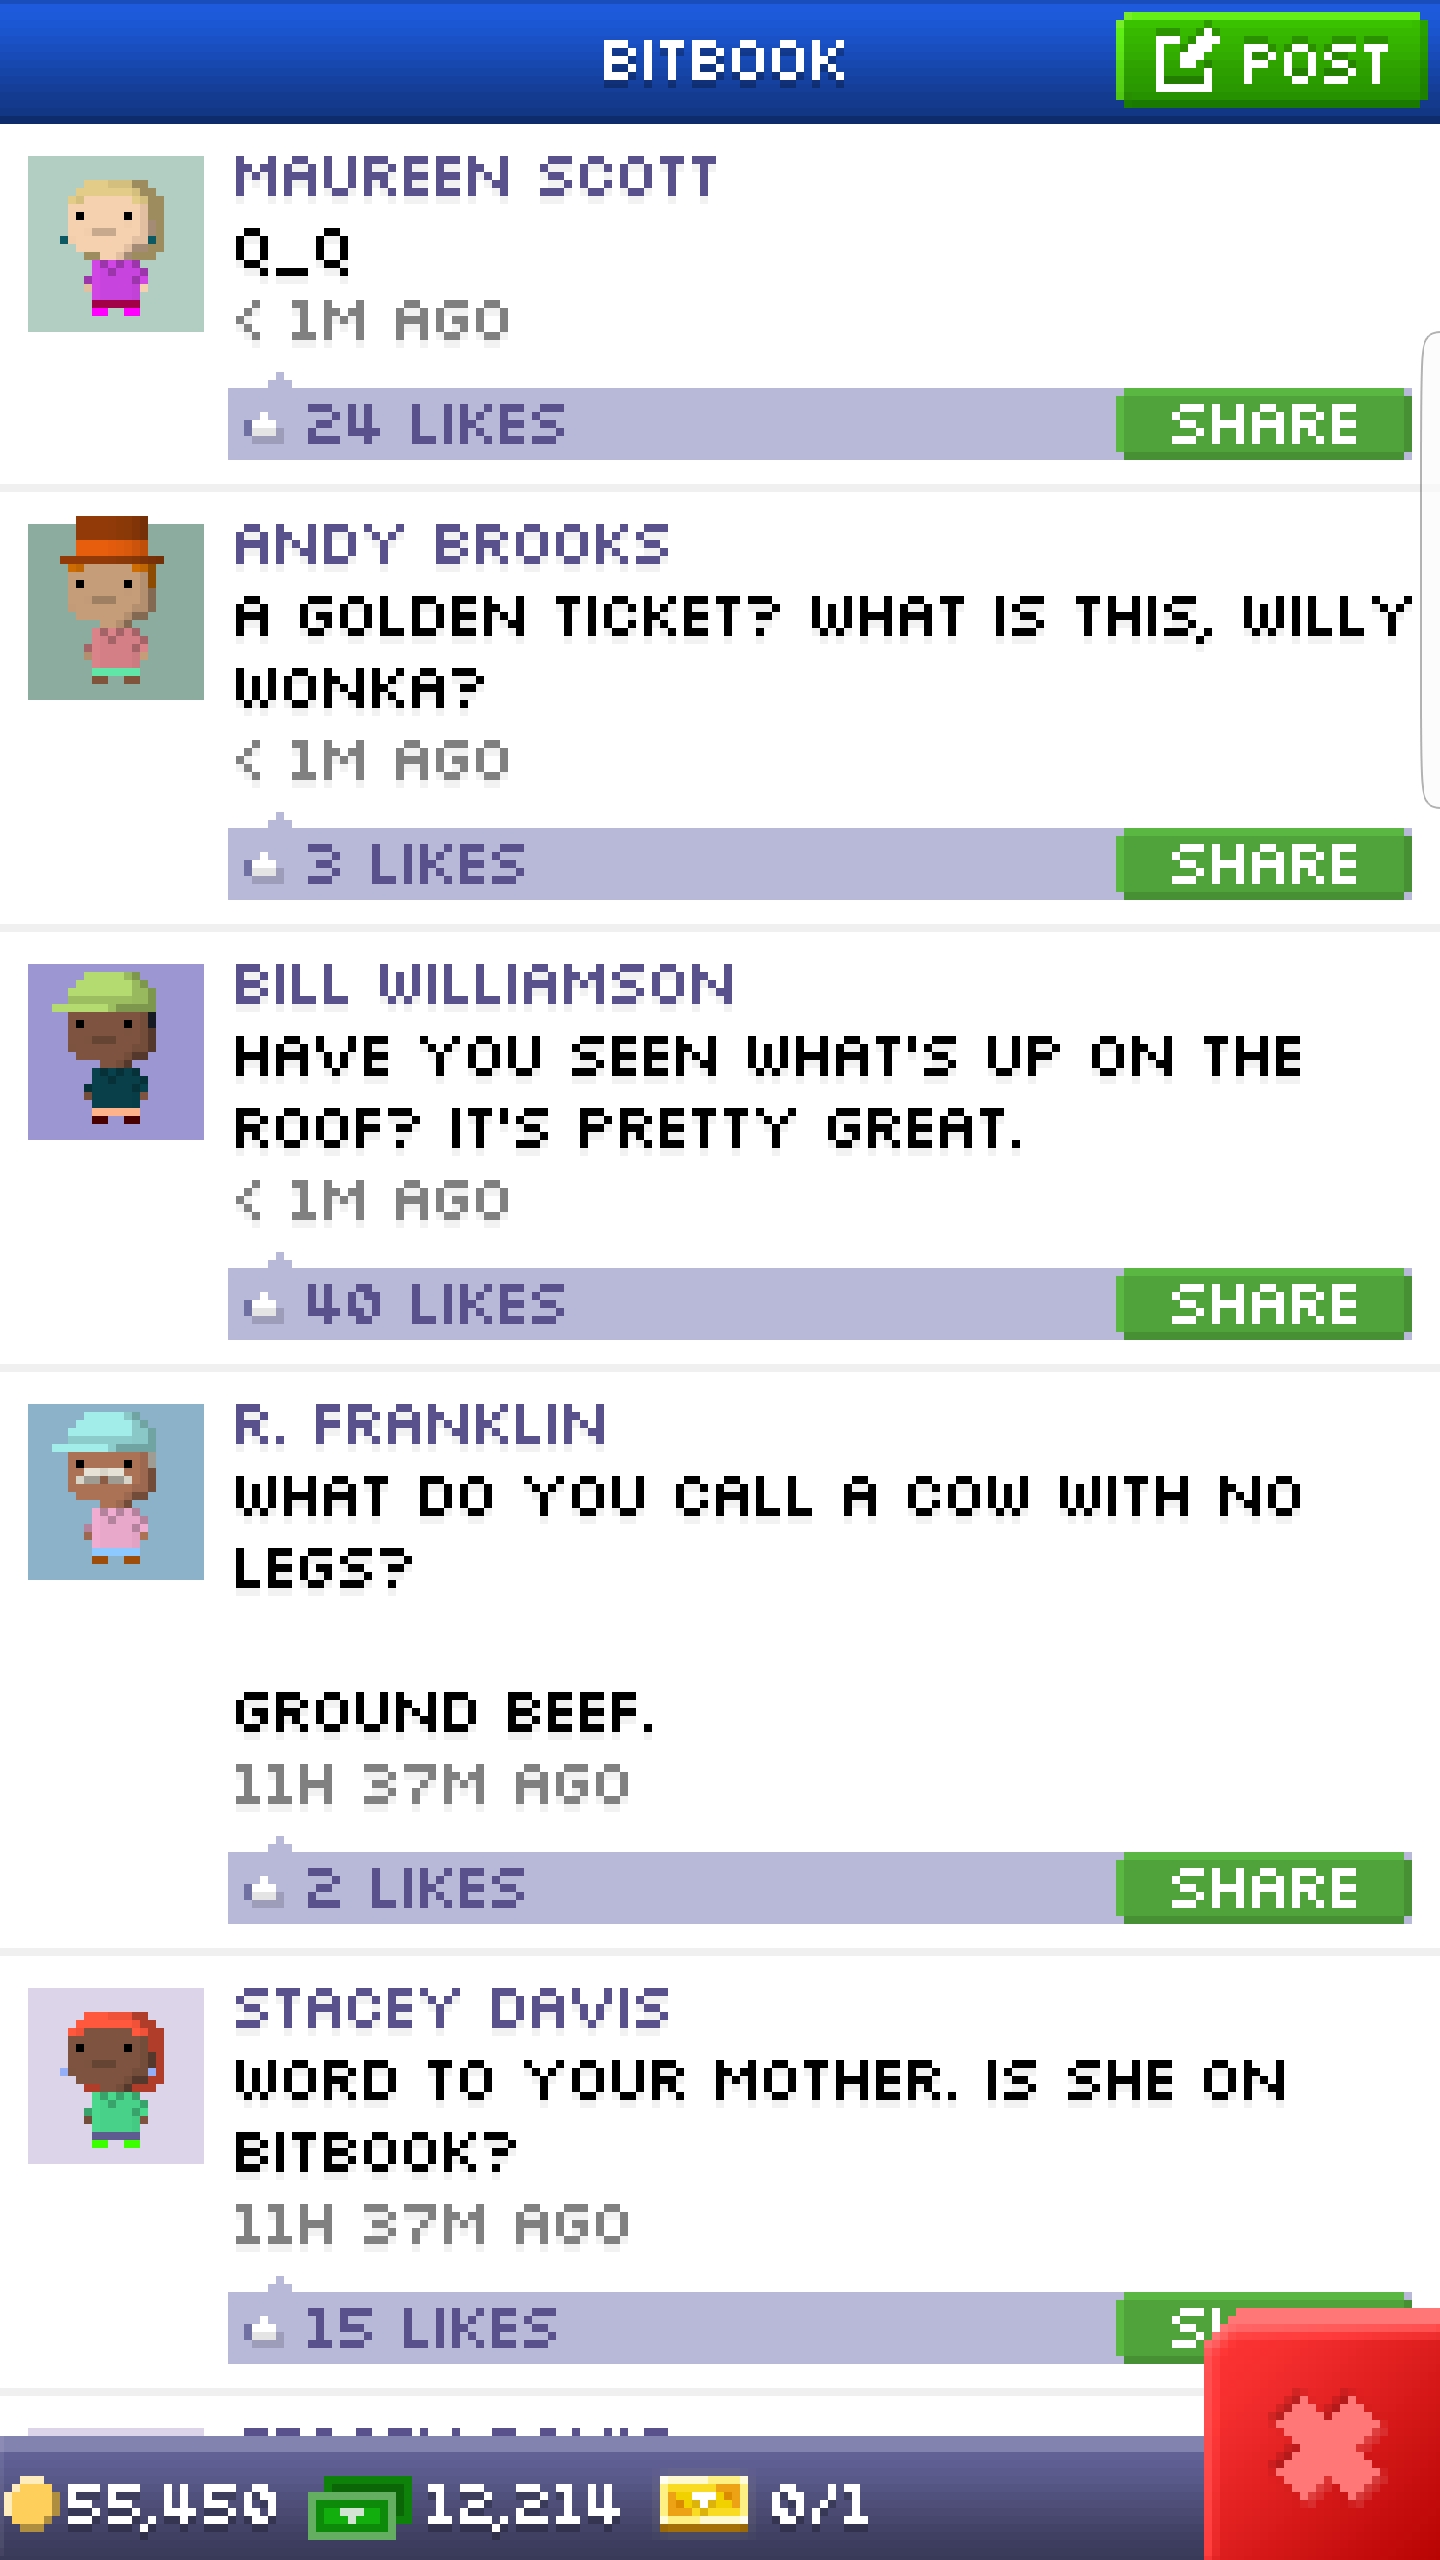 BITBOOK
POST
MAUREEN SCOTT
Q_Q
< 1M AGO
24 LIKES
SHARE
ANDY BROOKS
A GOLDEN TICKET? WHAT IS THIS, WILLY
WONKA?
< 1M AGO
3 LIKES
SHARE
BILL WILLIAMSON
HAVE YOU SEEN WHAT'S UP ON THE
ROOF? IT'S PRETTY GREAT.
< 1M AGO
40 LIKES
SHARE
R. FRANKLIN
WHAT DO YOU CALL A COW WITH NO
LEGS?
GROUND BEEF.
11H 37M AGO
2 LIKES
SHARE
STACEY DAVIS
WORD TO YOUR MOTHER. IS SHE ON
BITBOOK?
11H 37M AGO
15 LIKES
55,450 12,214 0/1